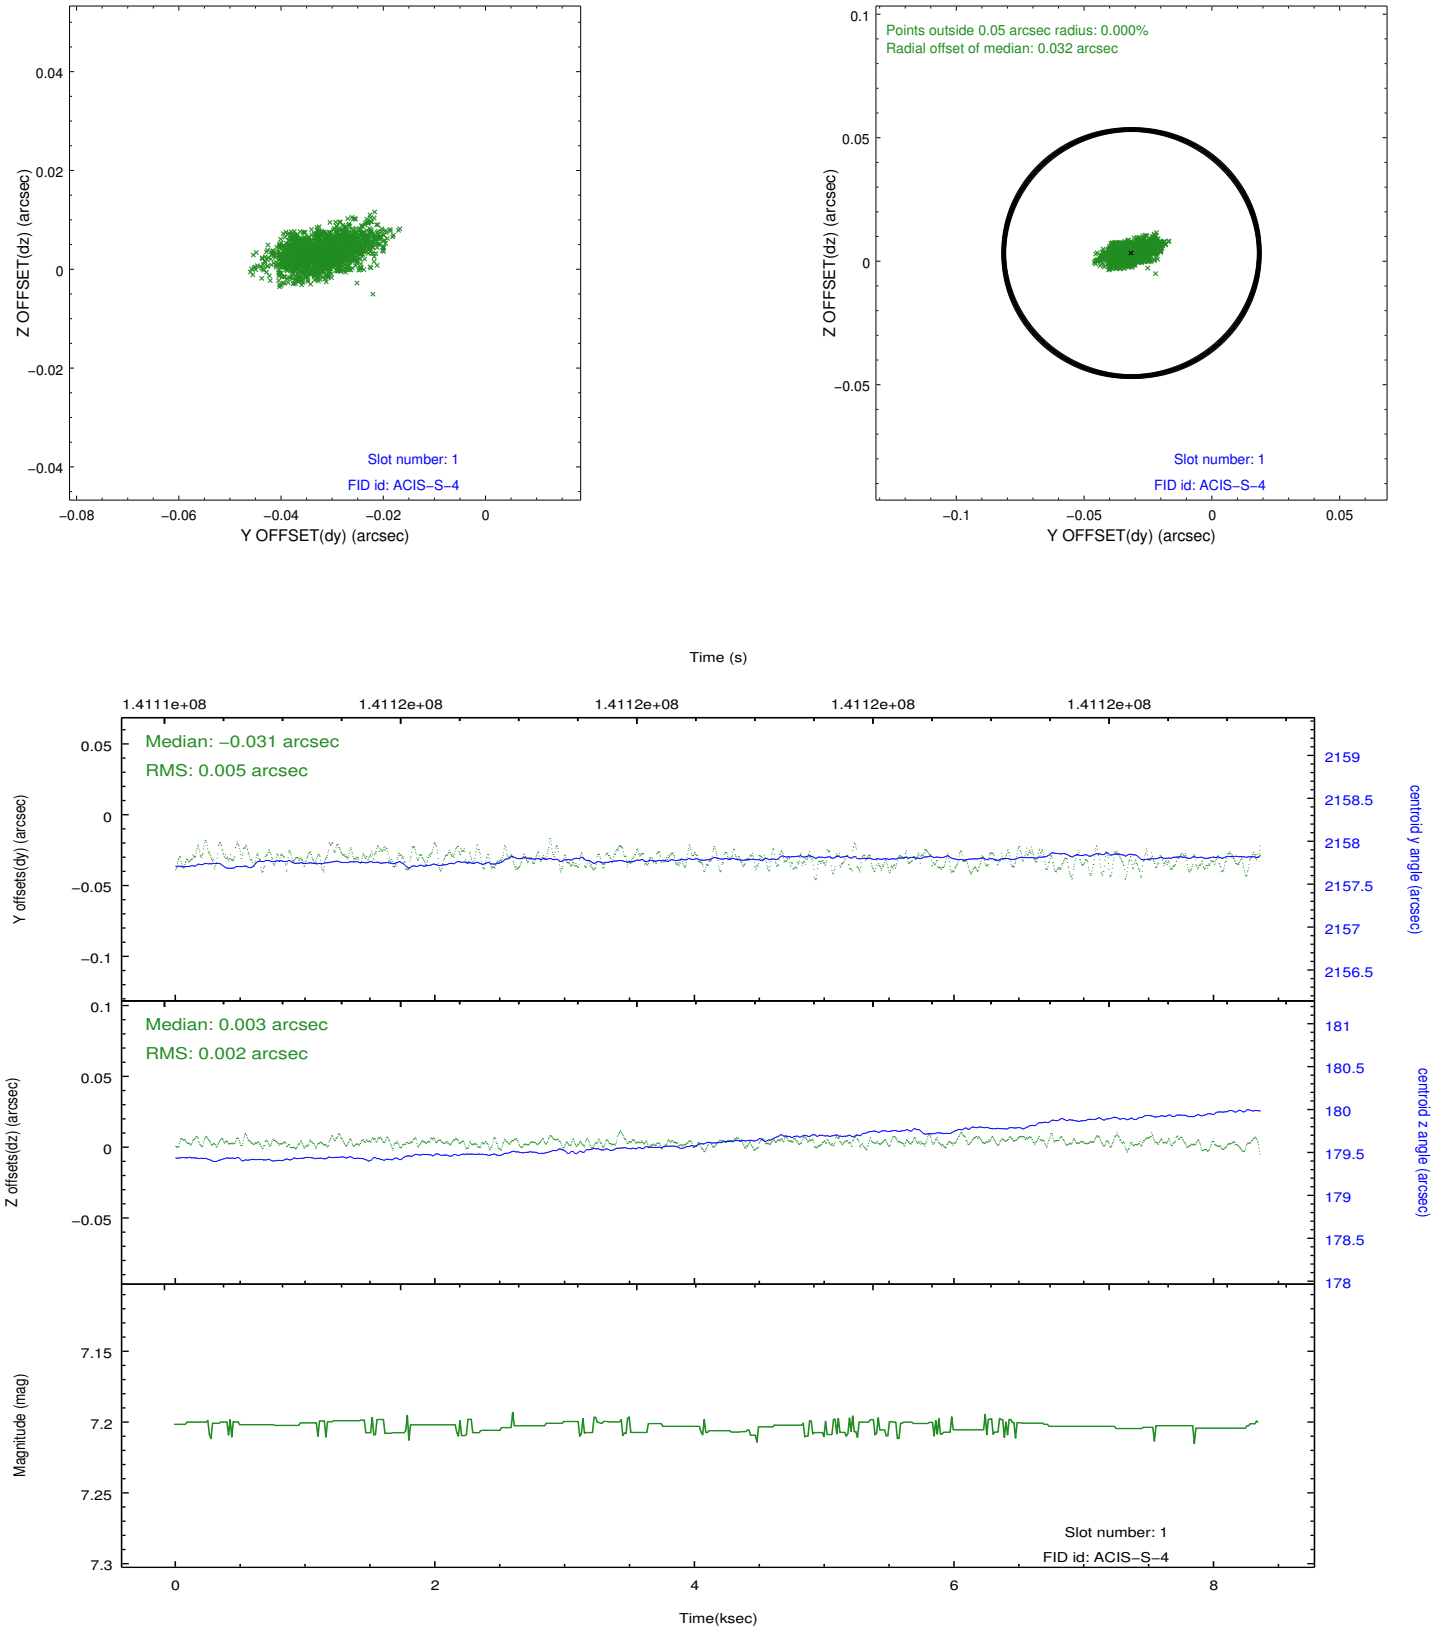 0.04
0.02
0
−0.02
−0.04
Z OFFSET(dz) (arcsec)
Slot number: 1
FID id: ACIS−S−4
−0.08
−0.06
−0.04
−0.02
0
Y OFFSET(dy) (arcsec)
0.1
0.05
0
−0.05
Z OFFSET(dz) (arcsec)
Points outside 0.05 arcsec radius: 0.000%
Radial offset of median: 0.032 arcsec
Slot number: 1
FID id: ACIS−S−4
−0.1
−0.05
0
0.05
Y OFFSET(dy) (arcsec)
Time (s)
1.4111e+08
1.4112e+08
1.4112e+08
1.4112e+08
1.4112e+08
Median: −0.031 arcsec
RMS: 0.005 arcsec
0.05
0
−0.05
−0.1
Y offsets(dy) (arcsec)
2159
2158.5
2158
2157.5
2157
2156.5
centroid y angle (arcsec)
Median: 0.003 arcsec
RMS: 0.002 arcsec
0.1
0.05
0
−0.05
Z offsets(dz) (arcsec)
181
180.5
180
179.5
179
178.5
178
centroid z angle (arcsec)
7.15
7.2
7.25
7.3
Magnitude (mag)
Slot number: 1
FID id: ACIS−S−4
0
2
4
6
8
Time(ksec)